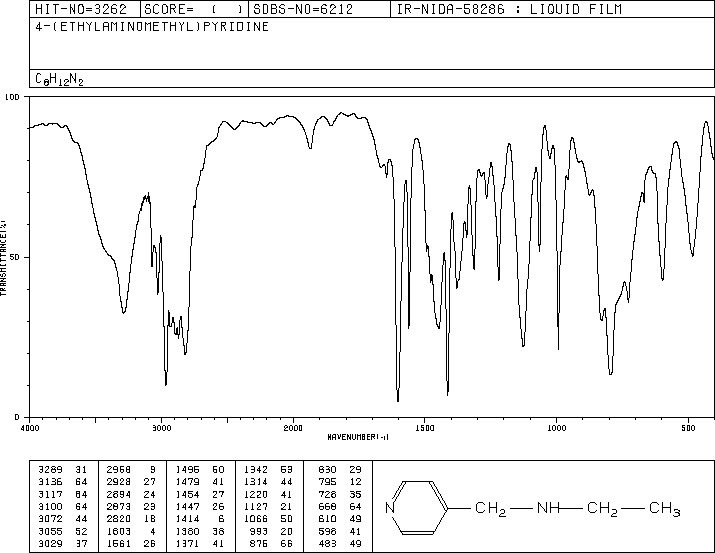 HIT-NO=3262 SCORE= ( ) SDBS-NO=6212 IR-NIDA-58286 : LIQUID FILM
4-(ETHYLAMINOMETHYL)PYRIDINE
C8H12N2
100
50
0
TRANSMITTANCE(%)
4000 3000 2000 1500 1000 500
WAVENUMBER(-1)
3289 31 2968 9 1495 60 1342 53 830 29
3136 64 2928 27 1479 41 1314 44 795 12
3117 64 2894 24 1454 27 1220 41 728 35
3100 64 2873 23 1447 26 1127 21 668 64
3072 44 2820 18 1414 6 1066 50 610 49
3055 52 1603 4 1380 38 993 20 598 41
3029 37 1561 26 1371 41 876 66 483 49
N CH2 NH CH2 CH3